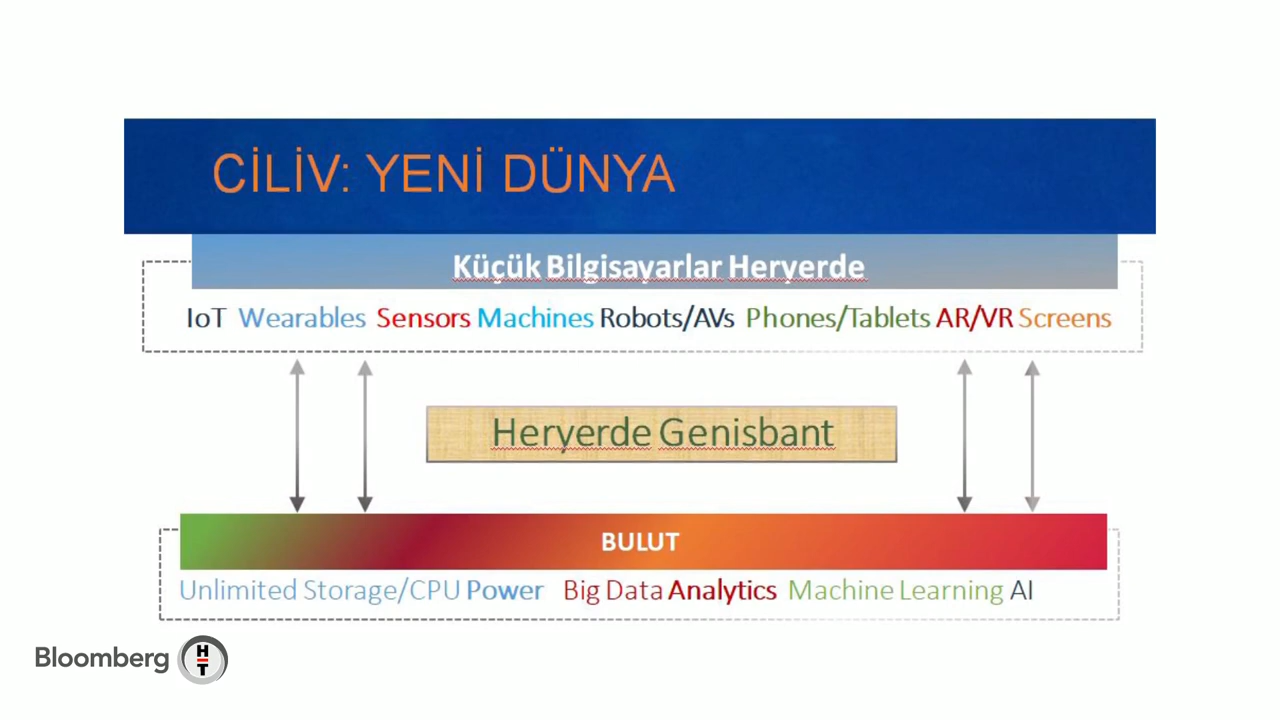 CİLİV: YENİ DÜNYA
Küçük Bilgisayarlar Heryerde
IoT Wearables Sensors Machines Robots/AVs Phones/Tablets AR/VR Screens
Heryerde Genisbant
BULUT
Unlimited Storage/CPU Power Big Data Analytics Machine Learning AI
Bloomberg HT